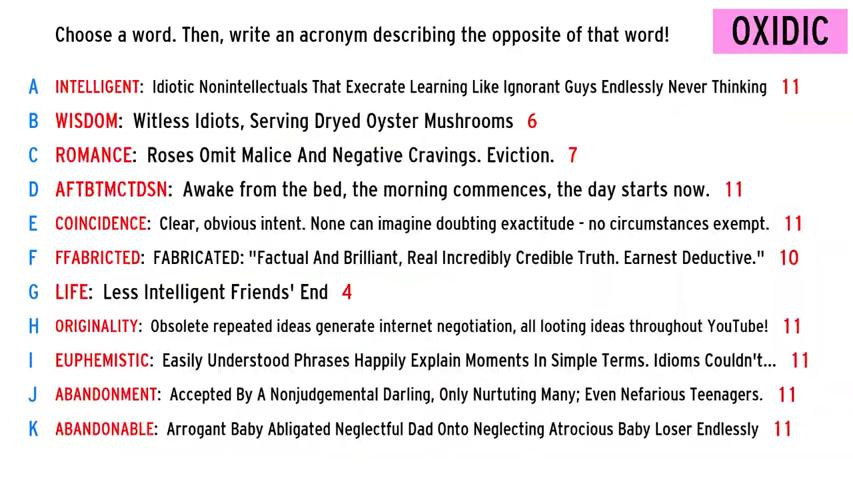 Choose a word. Then, write an acronym describing the opposite of that word!
OXIDIC
A INTELLIGENT: Idiotic Nonintellectuals That Execrate Learning Like Ignorant Guys Endlessly Never Thinking 11
B WISDOM: Witless Idiots, Serving Dryed Oyster Mushrooms 6
C ROMANCE: Roses Omit Malice And Negative Cravings. Eviction. 7
D AFTBTMCTDSN: Awake from the bed, the morning commences, the day starts now. 11
E COINCIDENCE: Clear, obvious intent. None can imagine doubting exactitude - no circumstances exempt. 11
F FFABRICTED: FABRICATED: "Factual And Brilliant, Real Incredibly Credible Truth. Earnest Deductive." 10
G LIFE: Less Intelligent Friends' End 4
H ORIGINALITY: Obsolete repeated ideas generate internet negotiation, all looting ideas throughout YouTube! 11
I EUPHEMISTIC: Easily Understood Phrases Happily Explain Moments In Simple Terms. Idioms Couldn't... 11
J ABANDONMENT: Accepted By A Nonjudgemental Darling, Only Nurtuting Many; Even Nefarious Teenagers. 11
K ABANDONABLE: Arrogant Baby Abligated Neglectful Dad Onto Neglecting Atrocious Baby Loser Endlessly 11